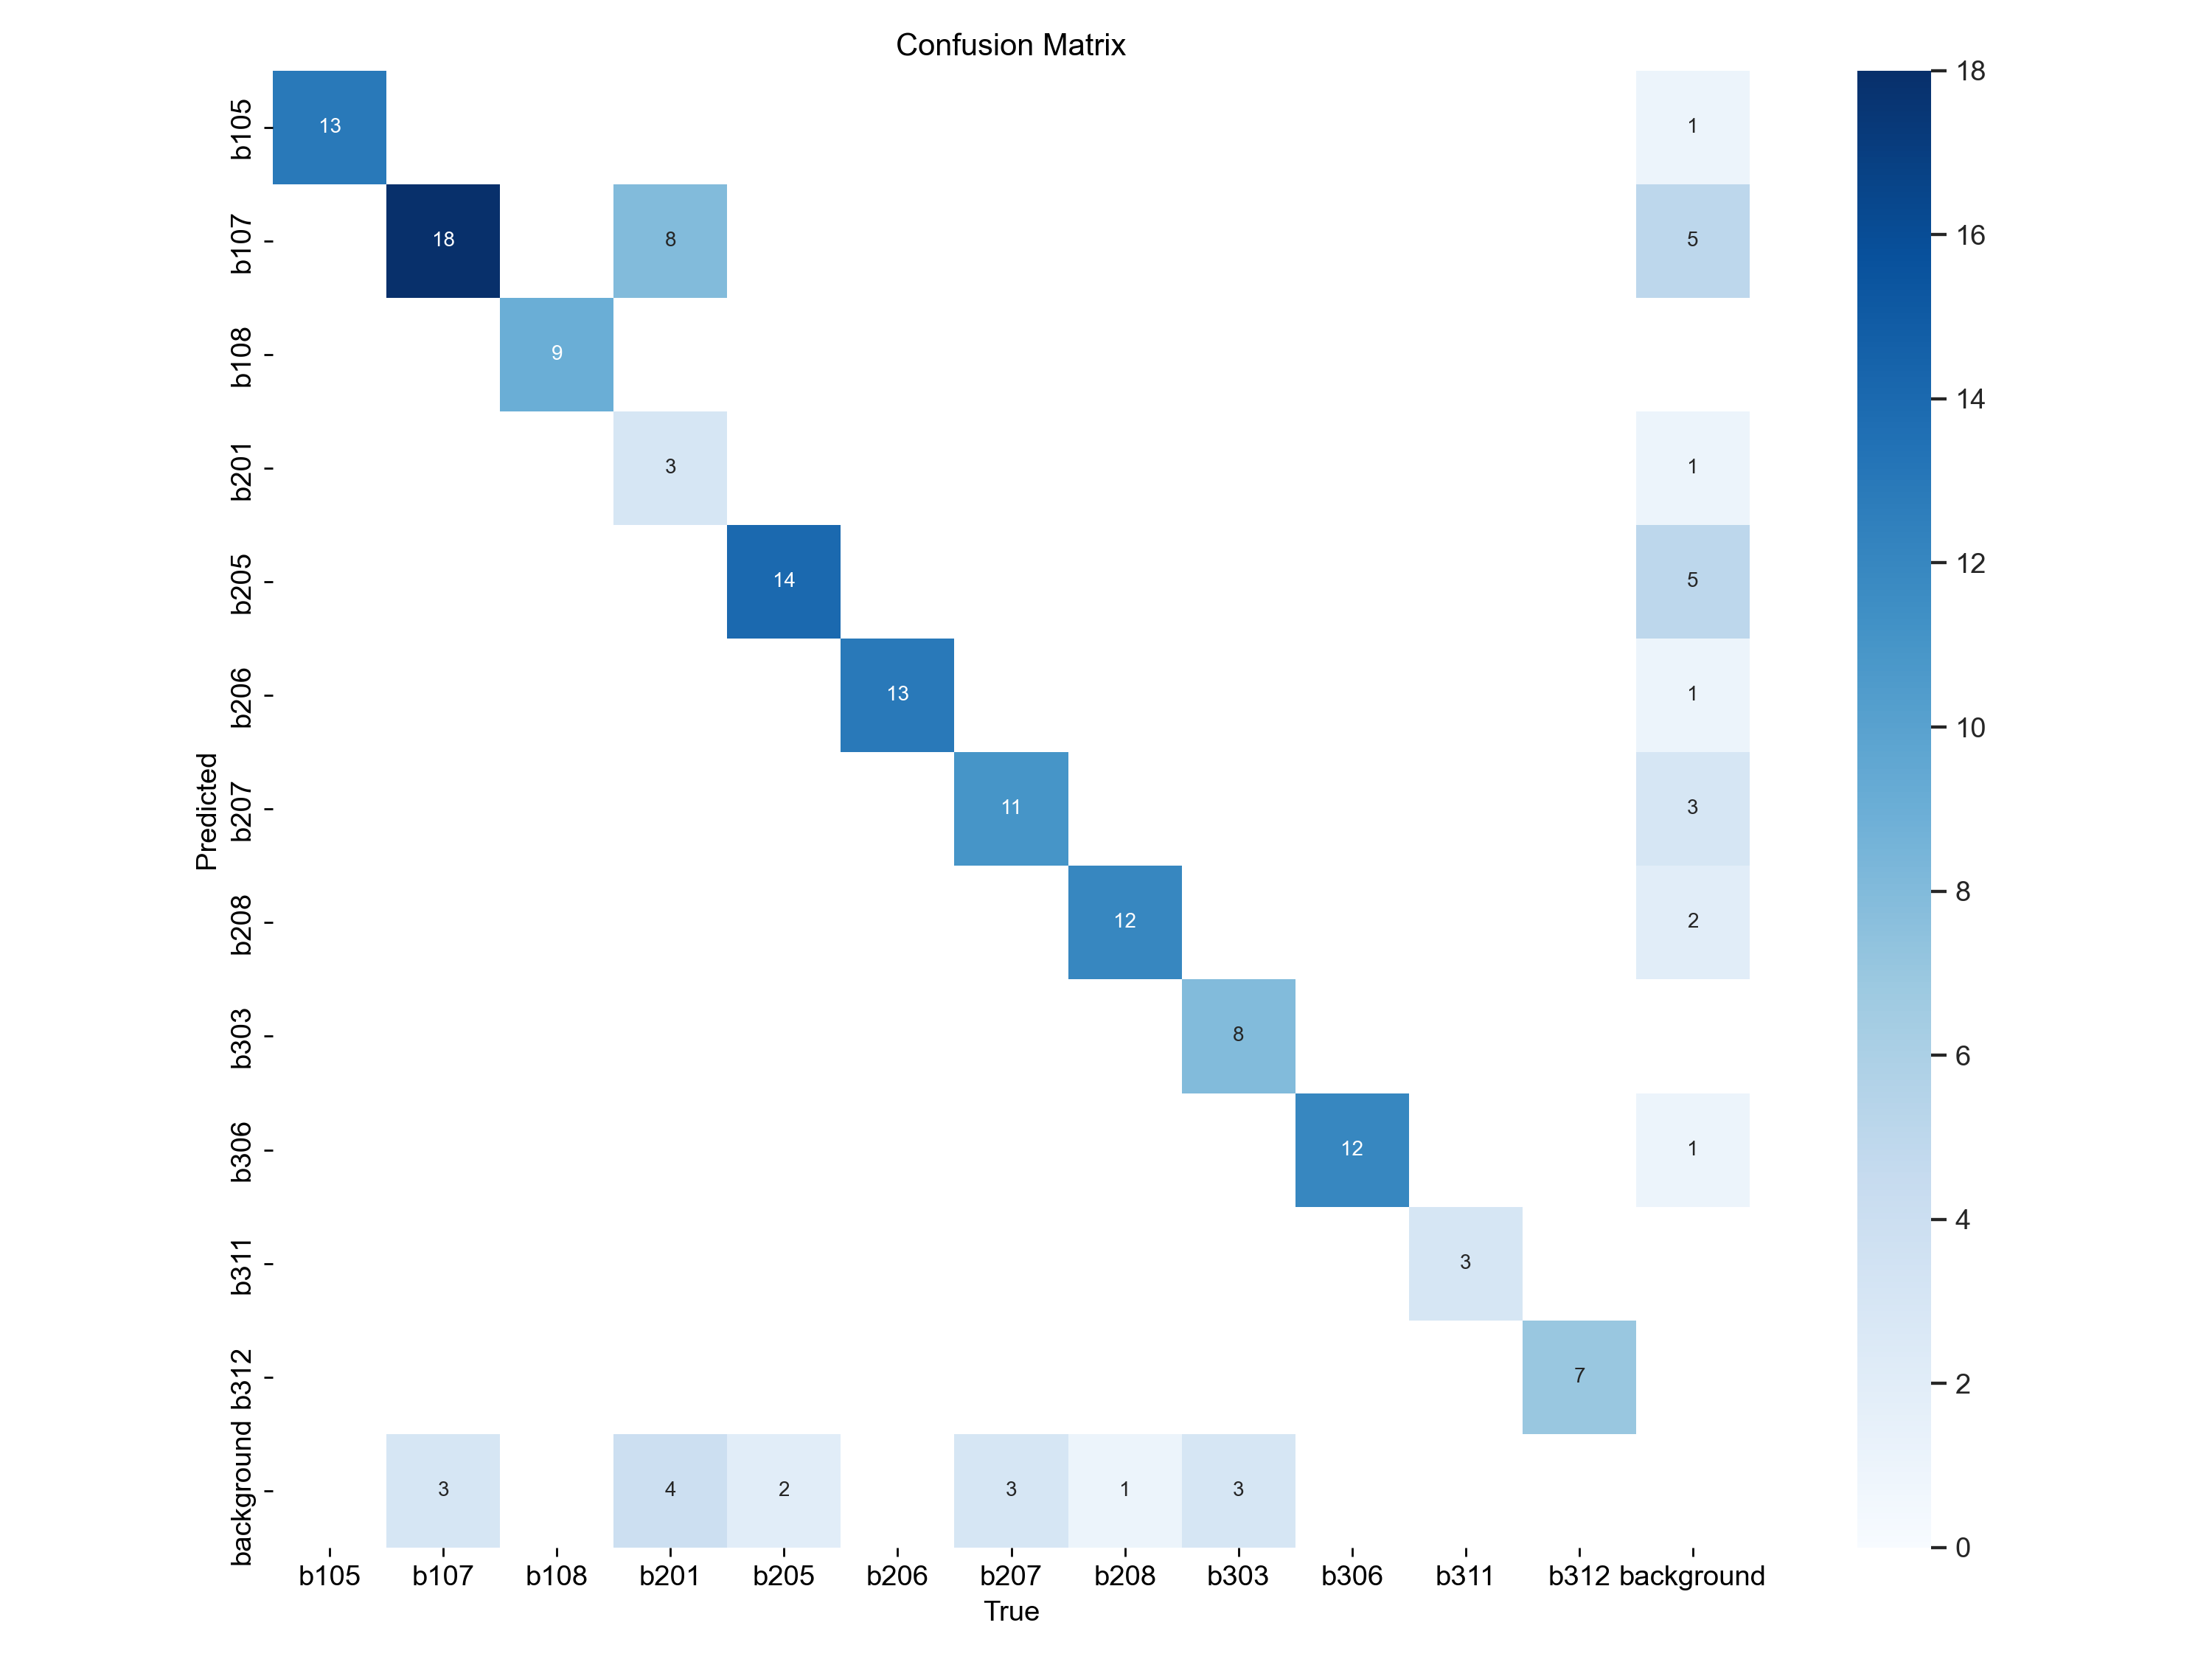 Confusion Matrix
b105 13 1
b107 18 8 5
b108 9
b201 3 1
b205 14 5
b206 13 1
b207 11 3
b208 12 2
b303 8
b306 12 1
b311 3
b312 7
background 3 4 2 3 1 3
b105 b107 b108 b201 b205 b206 b207 b208 b303 b306 b311 b312 background
True
Predicted
18
16
14
12
10
8
6
4
2
0